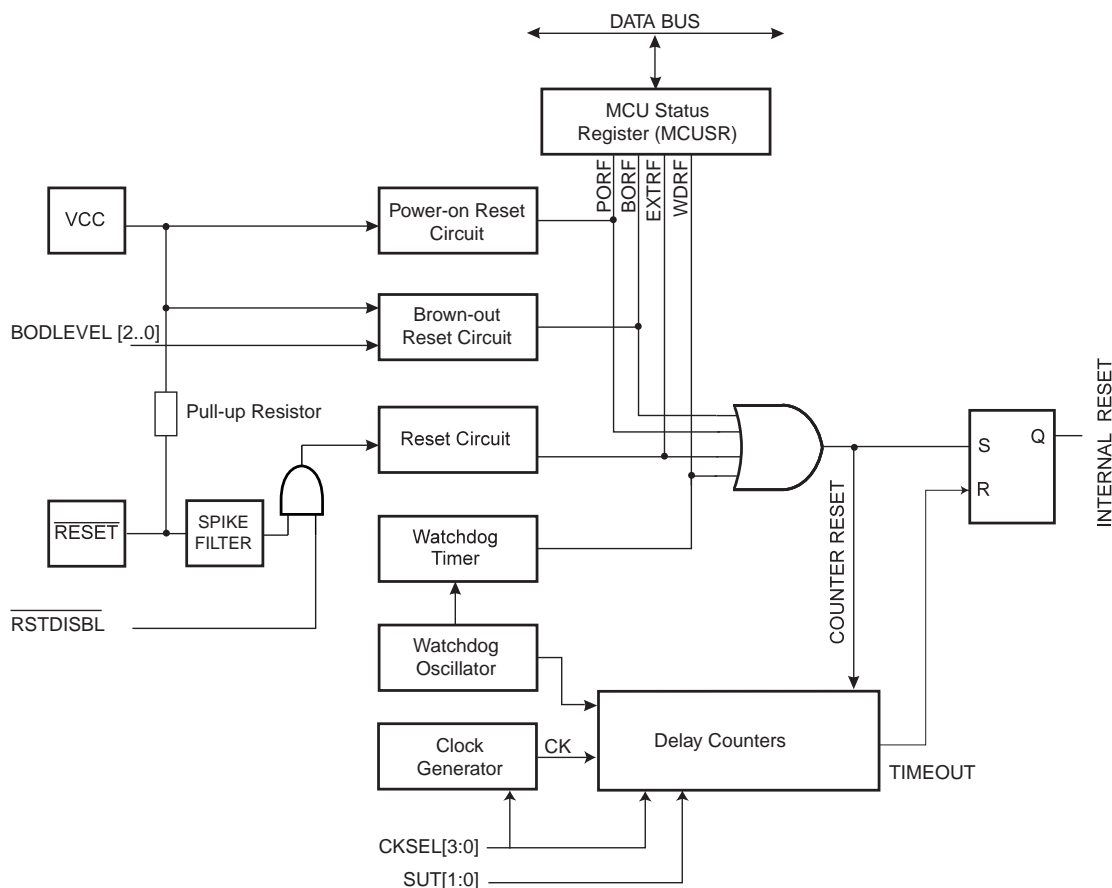 DATA BUS
MCU Status
Register (MCUSR)
PORF
BORF
EXTRF
WDRF
VCC
Power-on Reset
Circuit
Brown-out
Reset Circuit
BODLEVEL [2..0]
Pull-up Resistor
Reset Circuit
S
Q
R
INTERNAL RESET
RESET
SPIKE
FILTER
RSTDISBL
Watchdog
Timer
COUNTER RESET
Watchdog
Oscillator
Clock
Generator
CK
Delay Counters
TIMEOUT
CKSEL[3:0]
SUT[1:0]